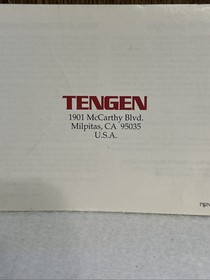 TENGEN
1901 McCarthy Blvd.
Milpitas, CA 95035
U.S.A.